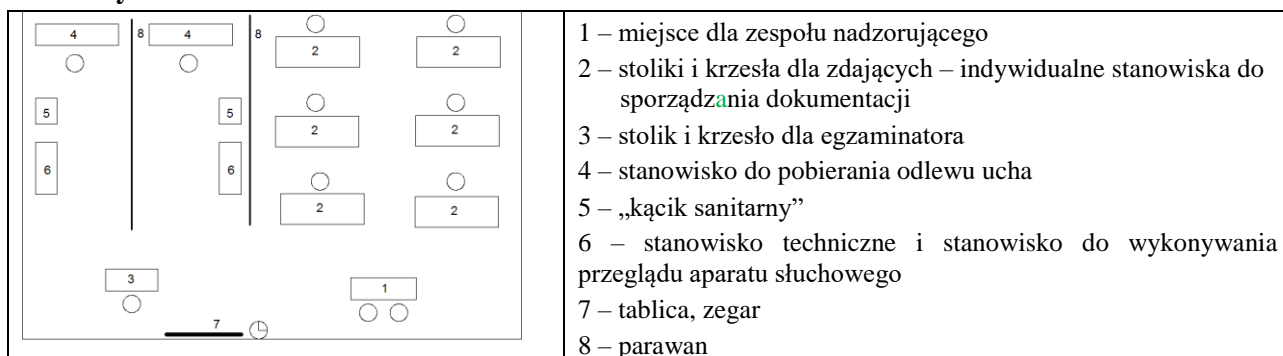 4 8 4 8 2 2
5 5 2 2
6 6
2 2
3 1
7
1 – miejsce dla zespołu nadzorującego
2 – stoliki i krzesła dla zdających – indywidualne stanowiska do
sporządzania dokumentacji
3 – stolik i krzesło dla egzaminatora
4 – stanowisko do pobierania odlewu ucha
5 – „kącik sanitarny”
6 – stanowisko techniczne i stanowisko do wykonywania
przeglądu aparatu słuchowego
7 – tablica, zegar
8 – parawan